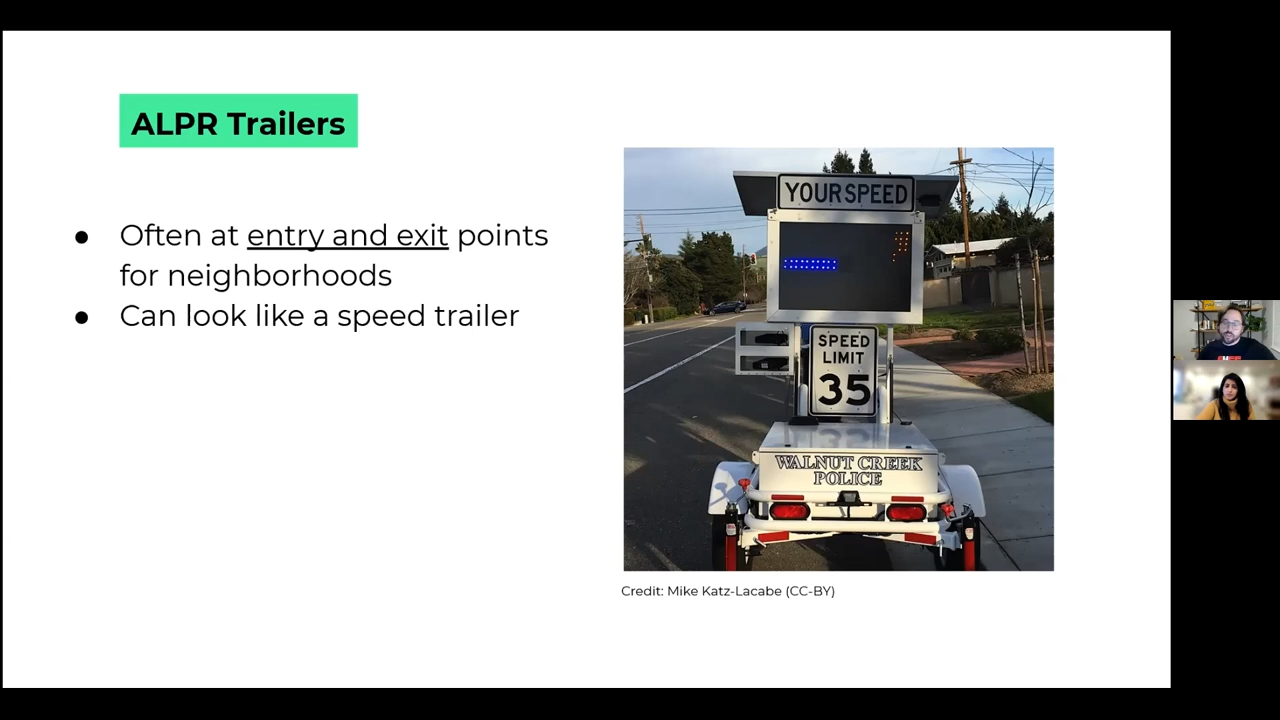 ALPR Trailers
● Often at entry and exit points
for neighborhoods
● Can look like a speed trailer
YOUR SPEED
SPEED
LIMIT
35
WALNUT CREEK
POLICE
Credit: Mike Katz-Lacabe (CC-BY)